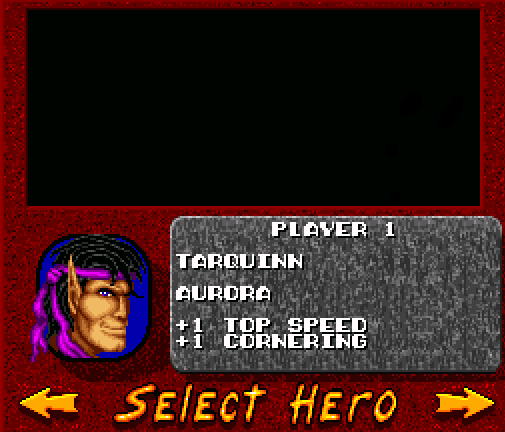 PLAYER 1
TARQUINN
AURORA
+1 TOP SPEED
+1 CORNERING
SELECT HERO